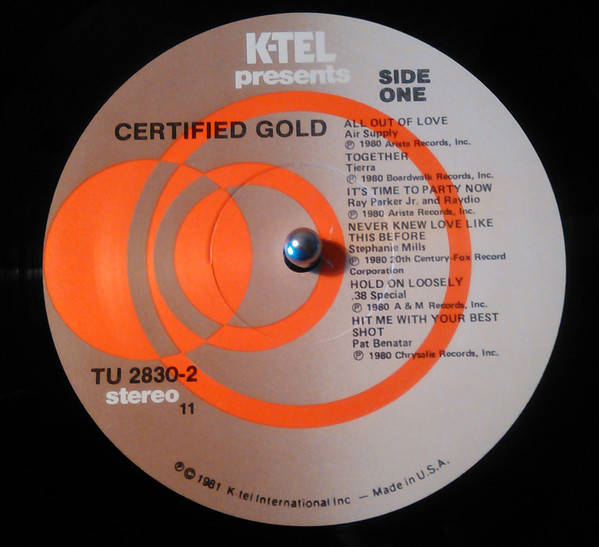 K-TEL
presents
SIDE
ONE
CERTIFIED GOLD
ALL OUT OF LOVE
Air Supply
℗ 1980 Arista Records, Inc.
TOGETHER
Tierra
℗ 1980 Boardwalk Records, Inc.
IT'S TIME TO PARTY NOW
Ray Parker Jr. and Raydio
℗ 1980 Arista Records, Inc.
NEVER KNEW LOVE LIKE
THIS BEFORE
Stephanie Mills
℗ 1980 20th Century-Fox Record
Corporation
HOLD ON LOOSELY
.38 Special
℗ 1980 A & M Records, Inc.
HIT ME WITH YOUR BEST
SHOT
Pat Benatar
℗ 1980 Chrysalis Records, Inc.
TU 2830-2
stereo
11
℗ © 1981 K-tel International Inc — Made in U.S.A.